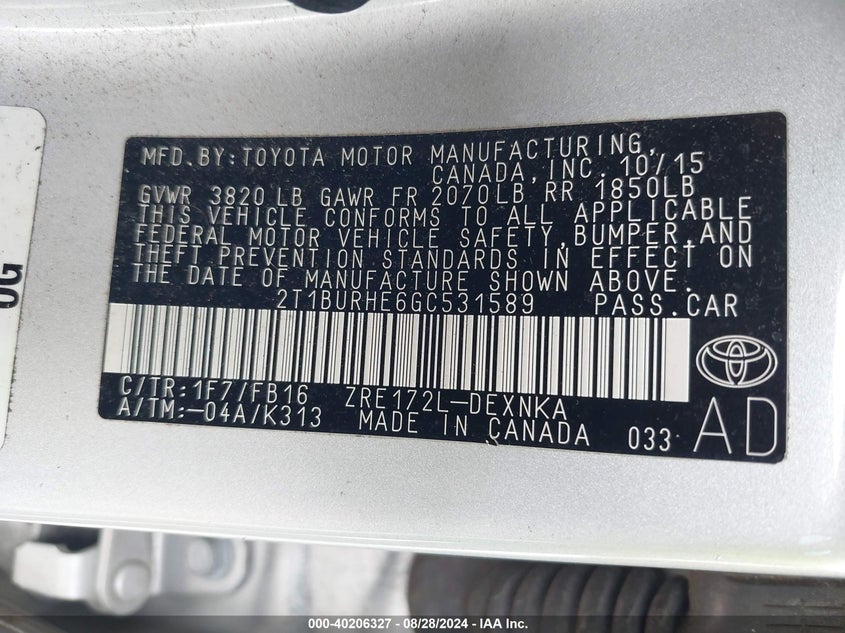 MFD. BY: TOYOTA MOTOR MANUFACTURING,
CANADA, INC. 10/15
GVWR 3820 LB GAWR FR 2070LB RR 1850LB
THIS VEHICLE CONFORMS TO ALL APPLICABLE
FEDERAL MOTOR VEHICLE SAFETY, BUMPER, AND
THEFT PREVENTION STANDARDS IN EFFECT ON
THE DATE OF MANUFACTURE SHOWN ABOVE.
2T1BURHE6GC531589 PASS. CAR
C/TR: 1F7/FB16 ZRE172L-DEXNKA
A/TM: -04A/K313 MADE IN CANADA 033 AD
000-40206327 - 08/28/2024 - IAA Inc.